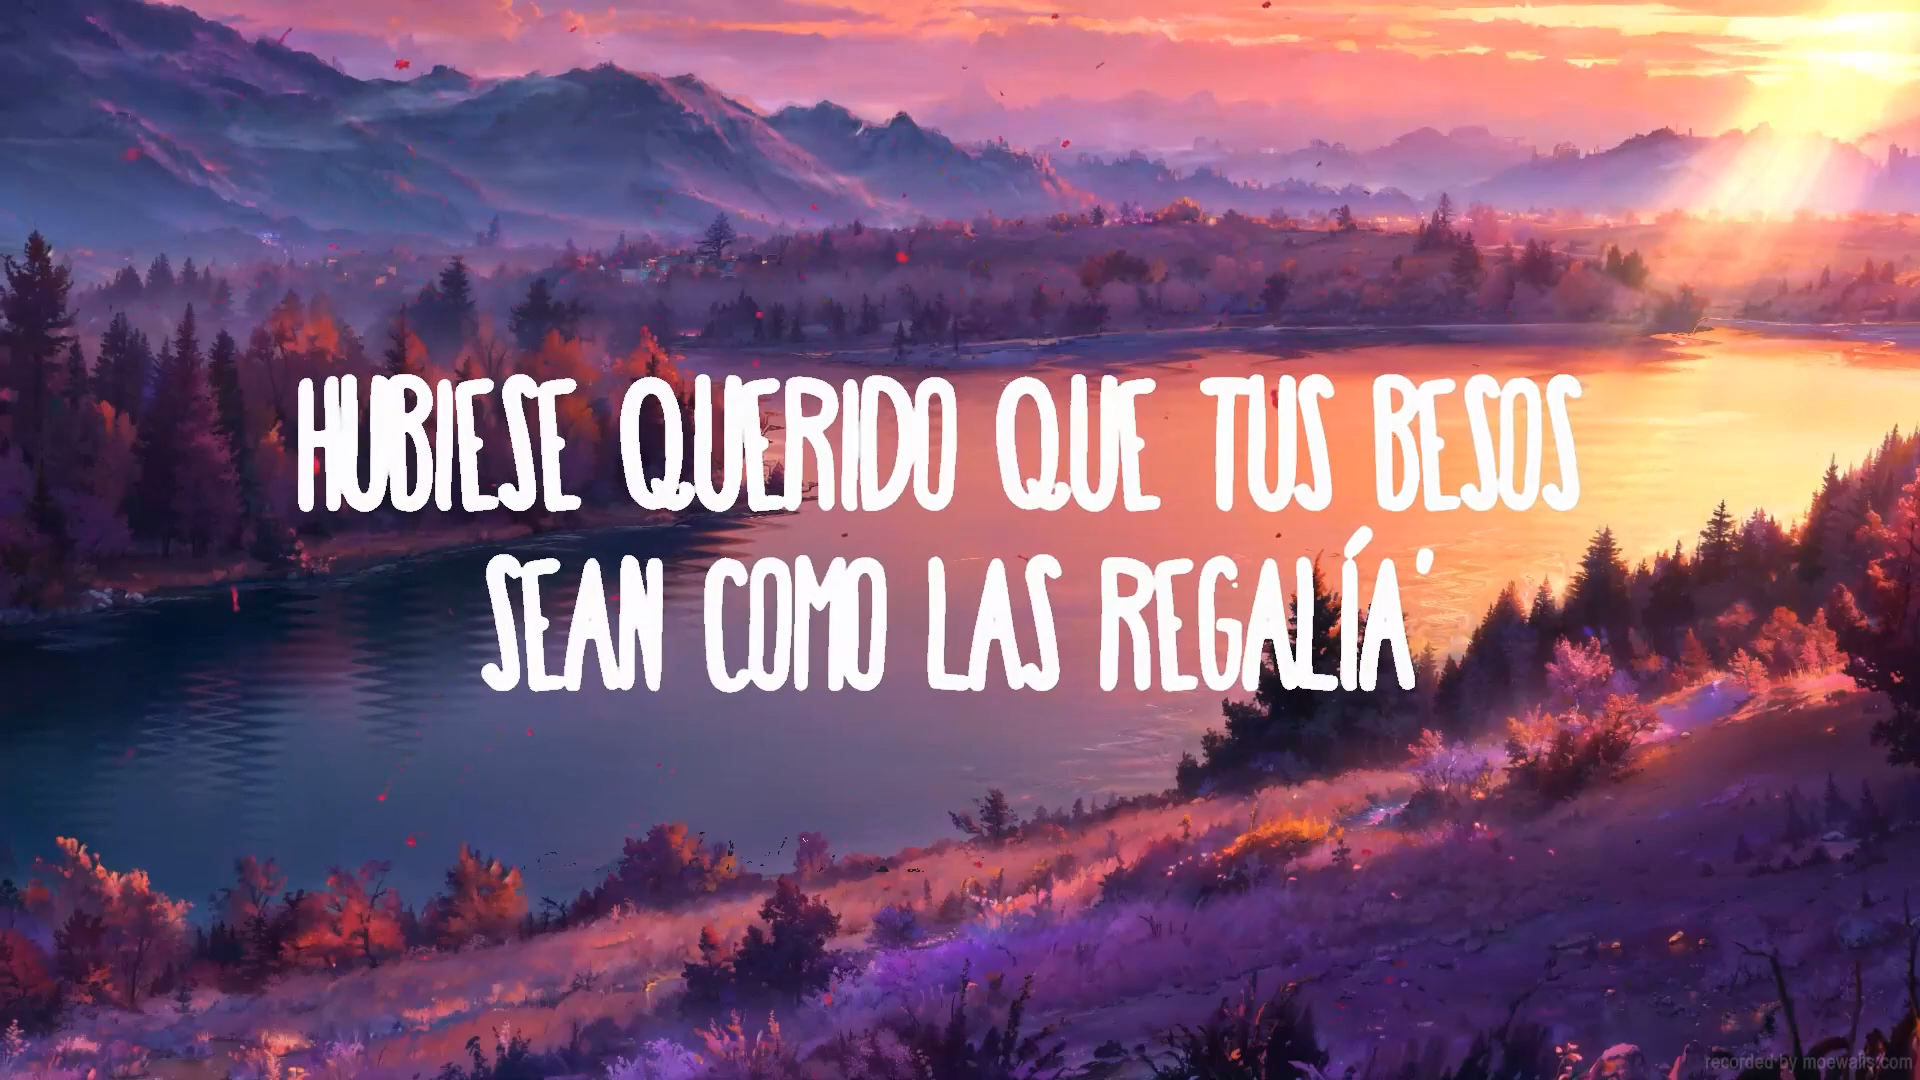 HUBIESE QUERIDO QUE TUS BESOS
SEAN COMO LAS REGALÍA'
recorded by moewalls.com